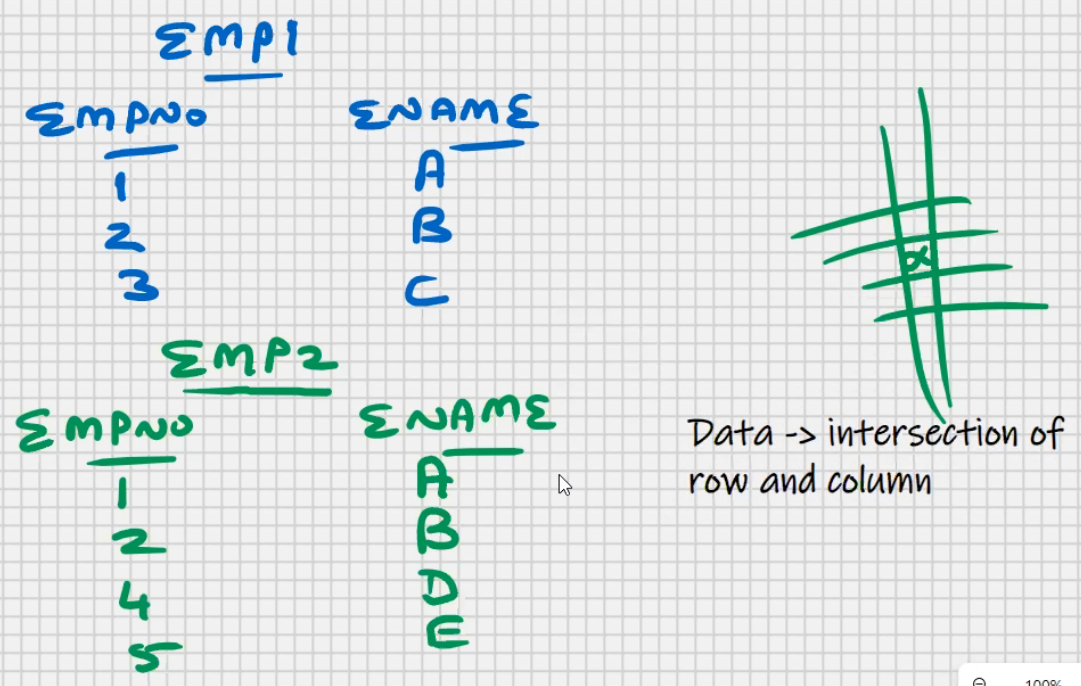 EMP1
EMPNO ENAME
1 A
2 B
3 C
EMP2
EMPNO ENAME
1 A
2 B
4 D
5 E
x
Data -> intersection of
row and column
100%